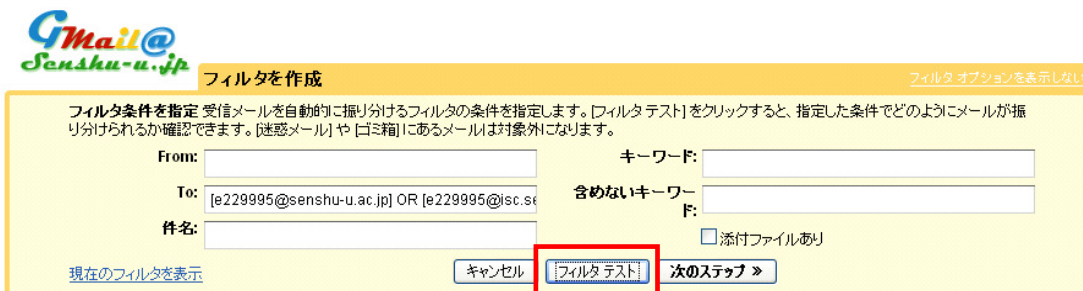 GMail@
Senshu-u.jp
フィルタを作成
フィルタ オプションを表示しない
フィルタ条件を指定 受信メールを自動的に振り分けるフィルタの条件を指定します。[フィルタ テスト] をクリックすると、指定した条件でどのようにメールが振
り分けられるか確認できます。[迷惑メール] や [ゴミ箱] にあるメールは対象外になります。
From:
キーワード:
To: [e229995@senshu-u.ac.jp] OR [e229995@isc.se
含めないキーワー
ド:
件名:
添付ファイルあり
現在のフィルタを表示
キャンセル フィルタ テスト 次のステップ »